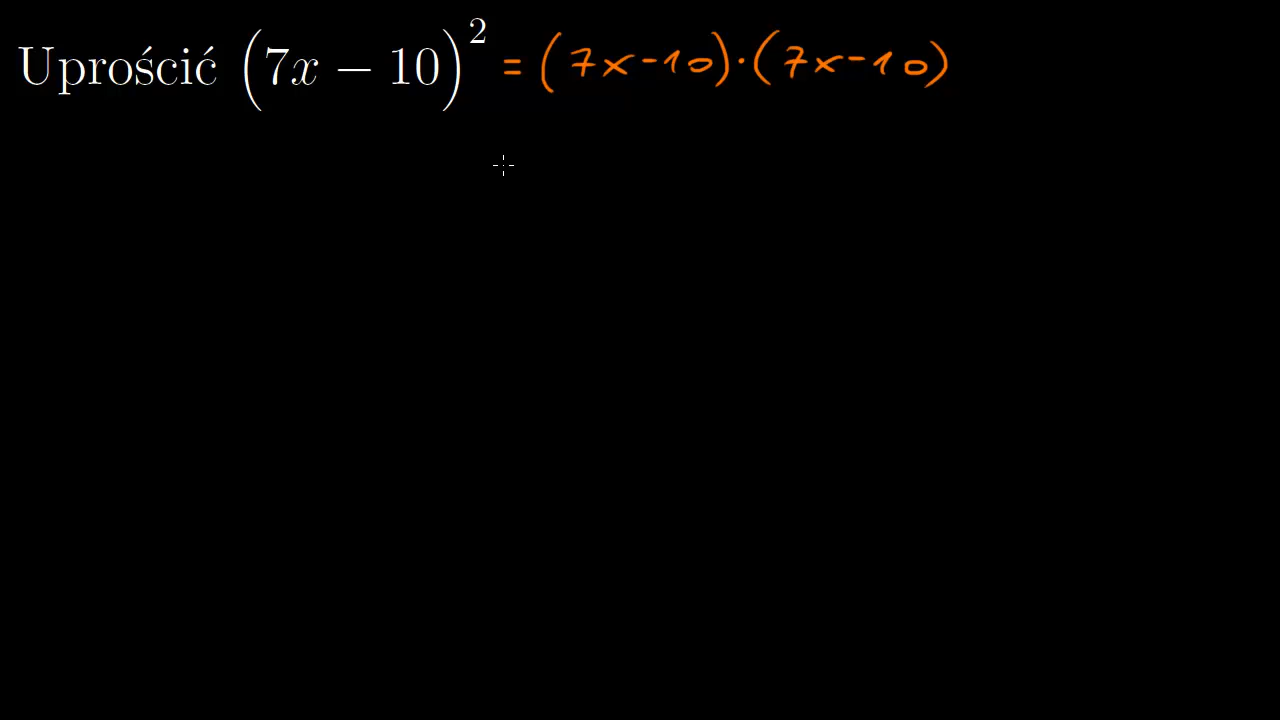 Uprościć (7x − 10)² = (7x-10)·(7x-10)